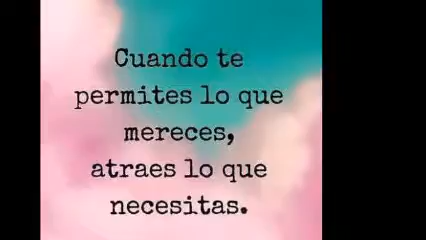 Cuando te
permites lo que
mereces,
atraes lo que
necesitas.